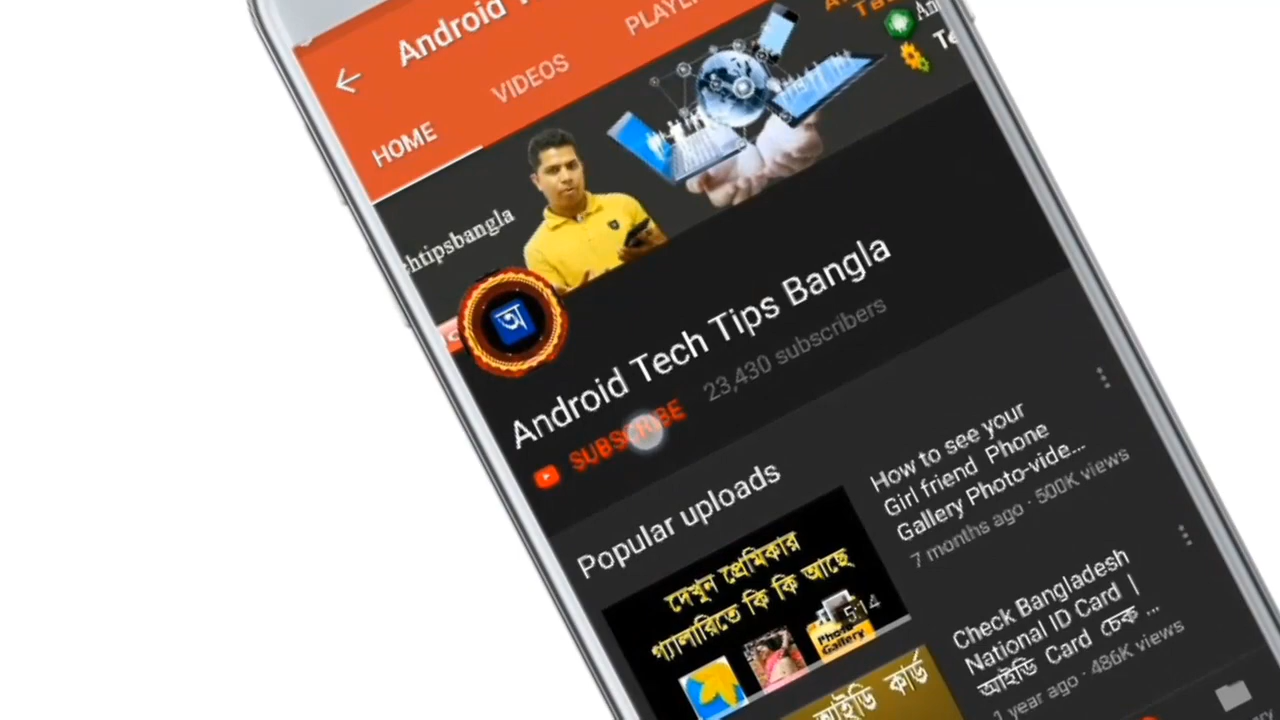 Android
HOME
VIDEOS
htipsbangla
অ
Android Tech Tips Bangla
SUBSCRIBE
23,430 subscribers
Popular uploads
দেখুন প্রেমিকার
গ্যালারিতে কি কি আছে
Phone
Gallery
5:14
How to see your
Girl friend Phone
Gallery Photo-vide...
7 months ago · 500K views
আইডি কার্ড
Check Bangladesh
National ID Card |
আইডি Card চেক ...
1 year ago · 486K views